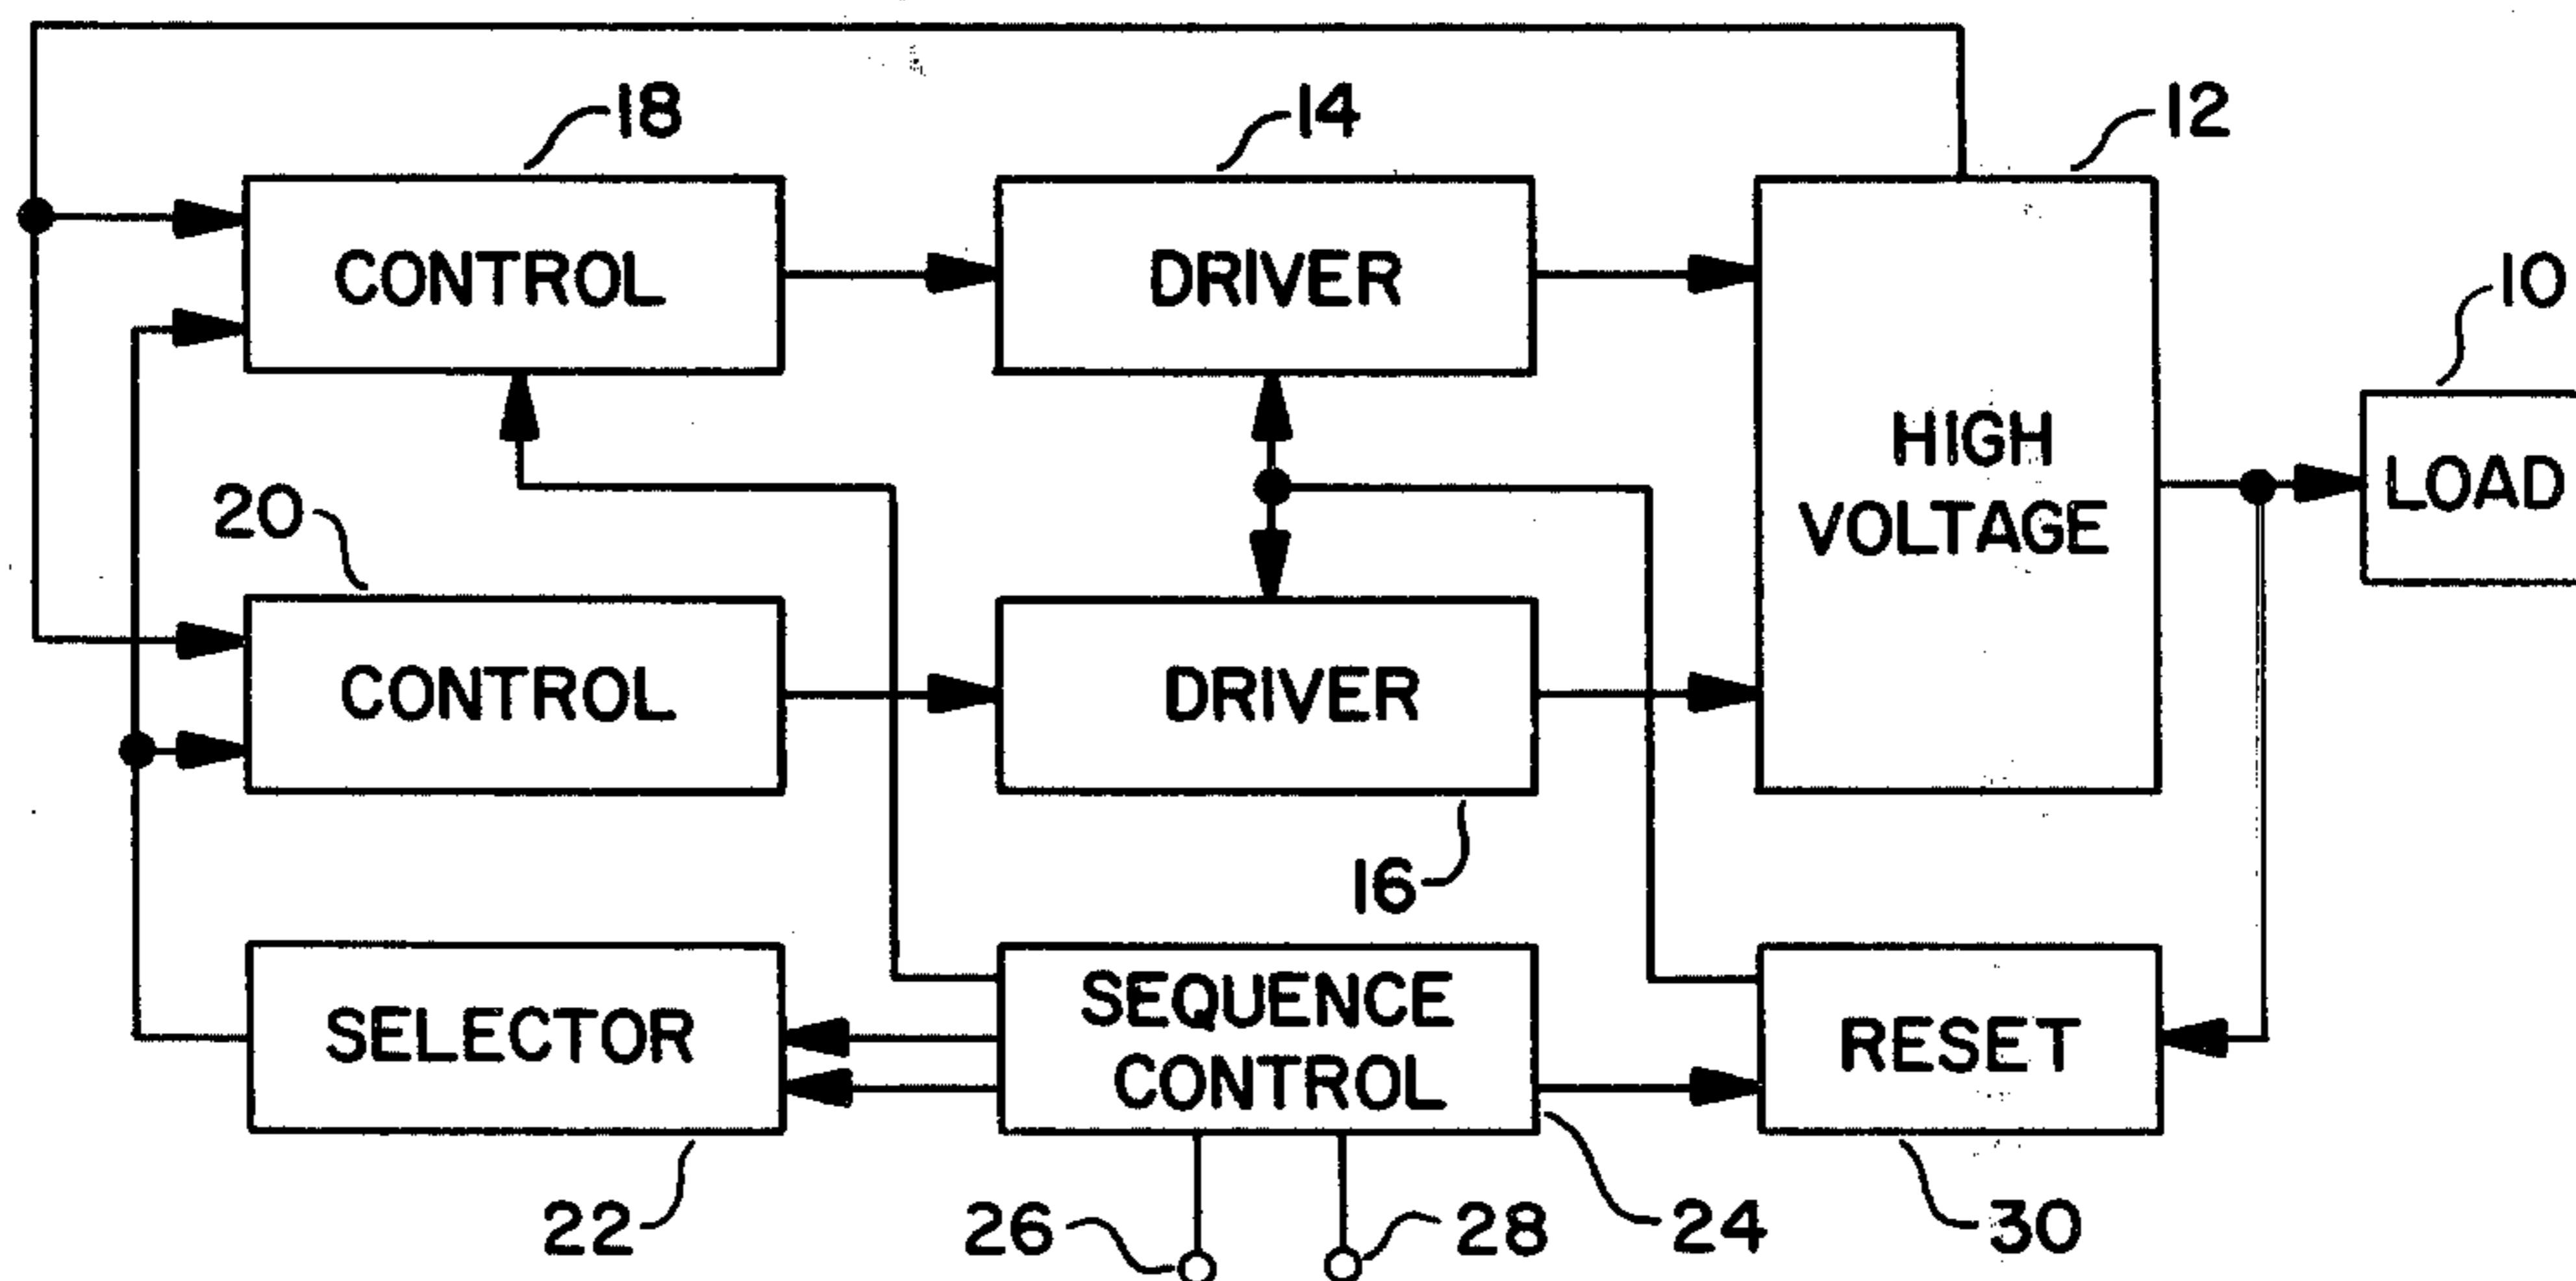 18
14
12
CONTROL
DRIVER
HIGH
VOLTAGE
10
LOAD
20
CONTROL
DRIVER
16
SELECTOR
SEQUENCE
CONTROL
RESET
22
26
28
24
30